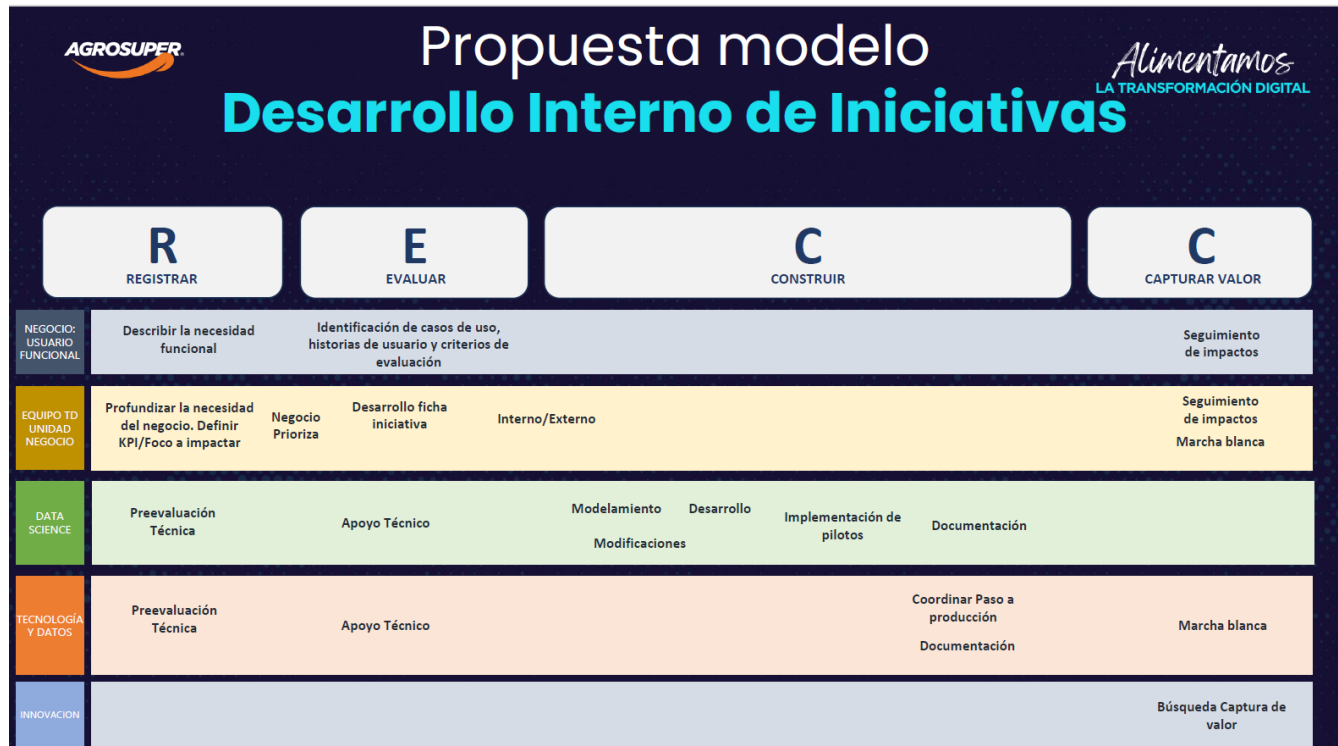 AGROSUPER
Propuesta modelo
Desarrollo Interno de Iniciativas
Alimentamos
LA TRANSFORMACIÓN DIGITAL
R
REGISTRAR
E
EVALUAR
C
CONSTRUIR
C
CAPTURAR VALOR
NEGOCIO:
USUARIO
FUNCIONAL
Describir la necesidad
funcional
Identificación de casos de uso,
historias de usuario y criterios de
evaluación
Seguimiento
de impactos
EQUIPO TD
UNIDAD
NEGOCIO
Profundizar la necesidad
del negocio. Definir
KPI/Foco a impactar
Negocio
Prioriza
Desarrollo ficha
iniciativa
Interno/Externo
Seguimiento
de impactos
Marcha blanca
DATA
SCIENCE
Preevaluación
Técnica
Apoyo Técnico
Modelamiento
Desarrollo
Modificaciones
Implementación de
pilotos
Documentación
TECNOLOGÍA
Y DATOS
Preevaluación
Técnica
Apoyo Técnico
Coordinar Paso a
producción
Documentación
Marcha blanca
INNOVACION
Búsqueda Captura de
valor